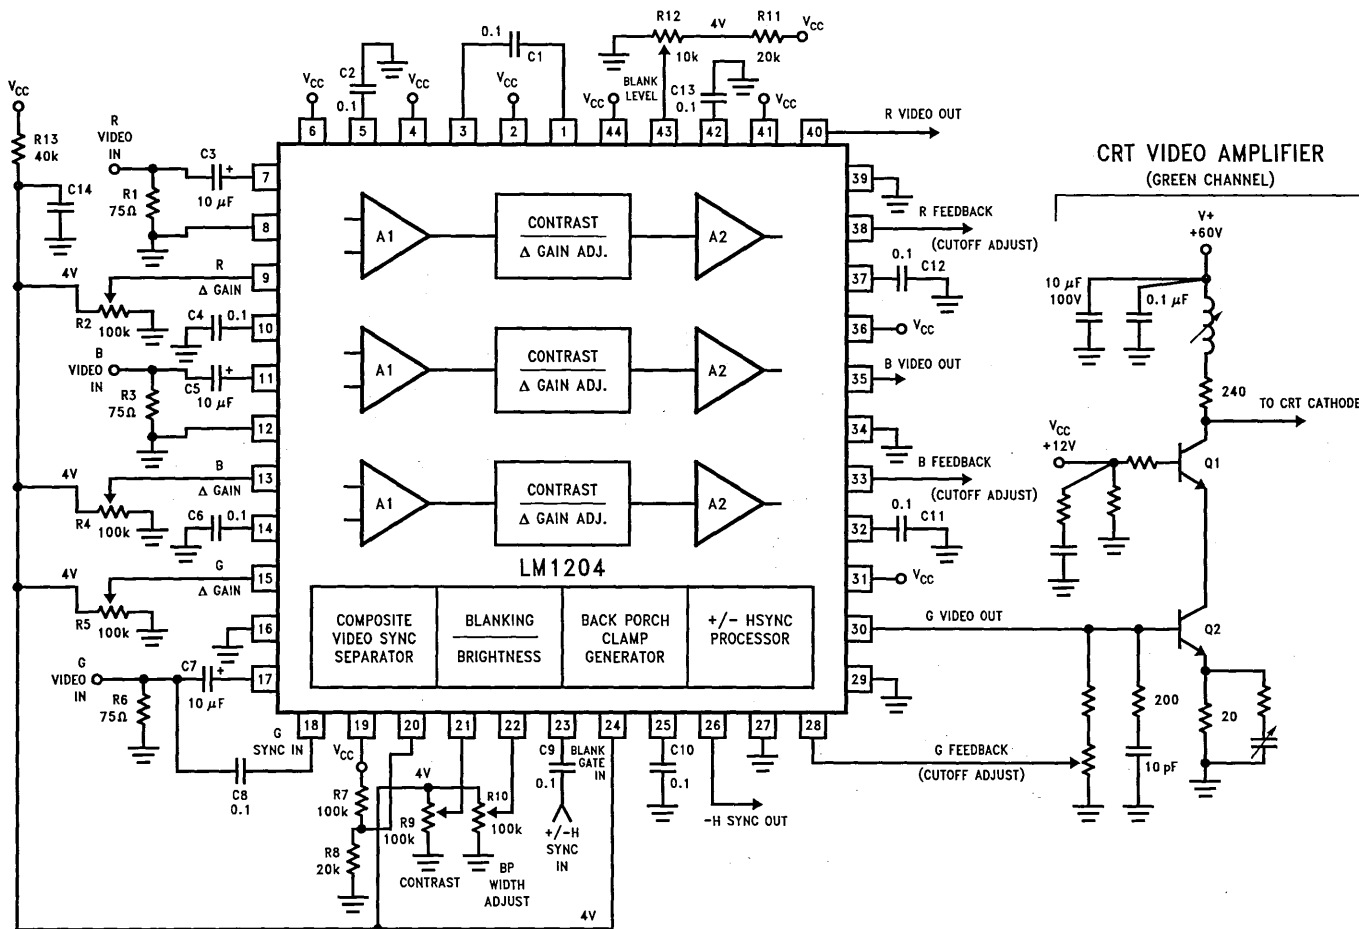 R12
4V
R11
VCC
10k
20k
BLANK
LEVEL
0.1
C1
C2
0.1
VCC
VCC
VCC
VCC
C13
0.1
VCC
6
5
4
3
2
1
44
43
42
41
40
R VIDEO OUT
VCC
R13
40k
C14
R
VIDEO
IN
R1
75Ω
C3
+
10 μF
7
8
4V
R
Δ GAIN
9
R2
100k
C4
0.1
10
B
VIDEO
IN
R3
75Ω
C5
+
10 μF
11
12
4V
B
Δ GAIN
13
R4
100k
C6
0.1
14
4V
G
Δ GAIN
15
R5
100k
16
G
VIDEO
IN
R6
75Ω
C7
+
10 μF
17
C8
0.1
A1
CONTRAST
Δ GAIN ADJ.
A2
A1
CONTRAST
Δ GAIN ADJ.
A2
A1
CONTRAST
Δ GAIN ADJ.
A2
LM1204
COMPOSITE
VIDEO SYNC
SEPARATOR
BLANKING
BRIGHTNESS
BACK PORCH
CLAMP
GENERATOR
+/- HSYNC
PROCESSOR
39
38
R FEEDBACK
(CUTOFF ADJUST)
37
0.1
C12
36
VCC
35
B VIDEO OUT
34
33
B FEEDBACK
(CUTOFF ADJUST)
32
0.1
C11
31
VCC
30
G VIDEO OUT
29
18
19
20
21
22
23
24
25
26
27
28
G
SYNC IN
VCC
R7
100k
R8
20k
4V
R9
100k
CONTRAST
R10
100k
BP
WIDTH
ADJUST
C9
0.1
BLANK
GATE
IN
+/-H
SYNC
IN
4V
C10
0.1
-H SYNC OUT
G FEEDBACK
(CUTOFF ADJUST)
CRT VIDEO AMPLIFIER
(GREEN CHANNEL)
V+
+60V
10 μF
100V
0.1 μF
240
TO CRT CATHODE
VCC
+12V
Q1
Q2
200
10 pF
20